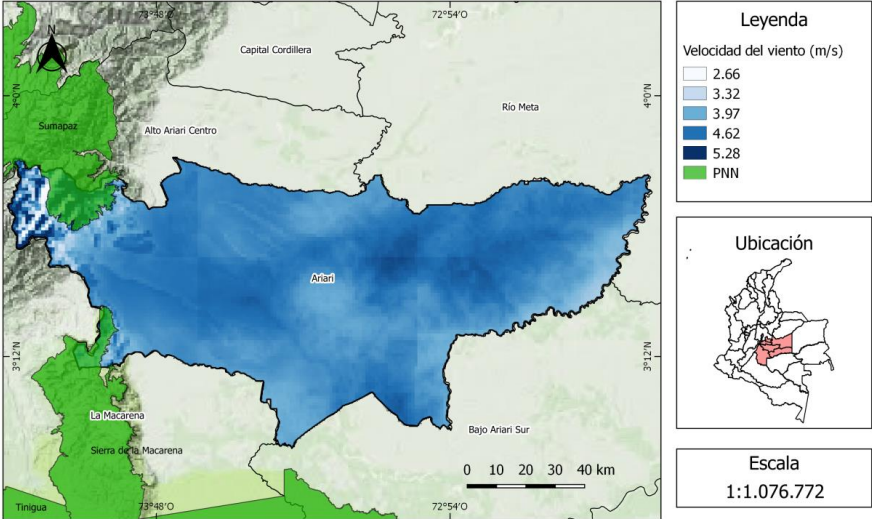 73°48'O
72°54'O
N
4°0'N
4°0'N
Capital Cordillera
Río Meta
Sumapaz
Alto Ariari Centro
Ariari
3°12'N
3°12'N
La Macarena
Bajo Ariari Sur
Sierra de la Macarena
0 10 20 30 40 km
Tinigua
73°48'O
72°54'O
Leyenda
Velocidad del viento (m/s)
2.66
3.32
3.97
4.62
5.28
PNN
Ubicación
Escala
1:1.076.772